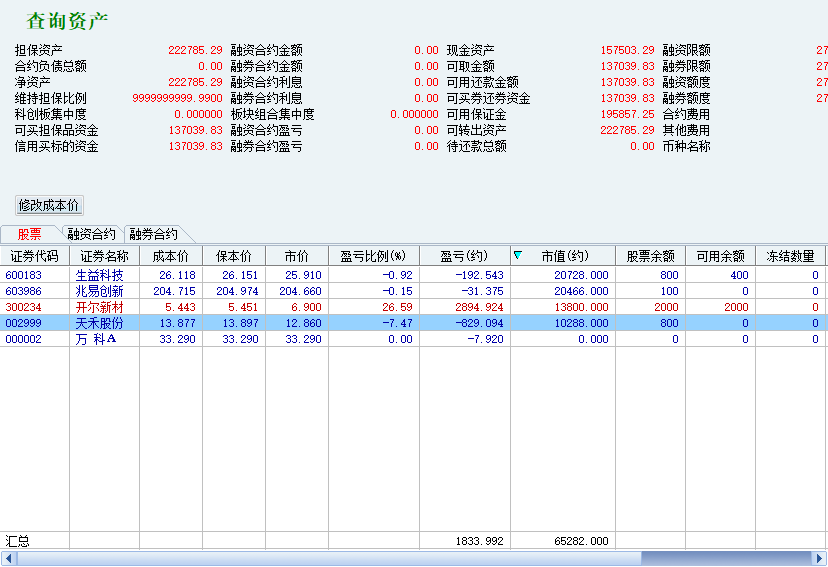 查询资产
担保资产 222785.29 融资合约金额 0.00 现金资产 157503.29 融资限额 27
合约负债总额 0.00 融券合约金额 0.00 可取金额 137039.83 融券限额 27
净资产 222785.29 融资合约利息 0.00 可用还款金额 137039.83 融资额度 27
维持担保比例 9999999999.9900 融券合约利息 0.00 可买券还券资金 137039.83 融券额度 27
科创板集中度 0.000000 板块组合集中度 0.000000 可用保证金 195857.25 合约费用
可买担保品资金 137039.83 融资合约盈亏 0.00 可转出资产 222785.29 其他费用
信用买标的资金 137039.83 融券合约盈亏 0.00 待还款总额 0.00 币种名称
修改成本价
股票 融资合约 融券合约
证券代码 证券名称 成本价 保本价 市价 盈亏比例(%) 盈亏(约) 市值(约) 股票余额 可用余额 冻结数量
600183 生益科技 26.118 26.151 25.910 -0.92 -192.543 20728.000 800 400 0
603986 兆易创新 204.715 204.974 204.660 -0.15 -31.375 20466.000 100 0 0
300234 开尔新材 5.443 5.451 6.900 26.59 2894.924 13800.000 2000 2000 0
002999 天禾股份 13.877 13.897 12.860 -7.47 -829.094 10288.000 800 0 0
000002 万 科A 33.290 33.290 33.290 0.00 -7.920 0.000 0 0 0
汇总 1833.992 65282.000